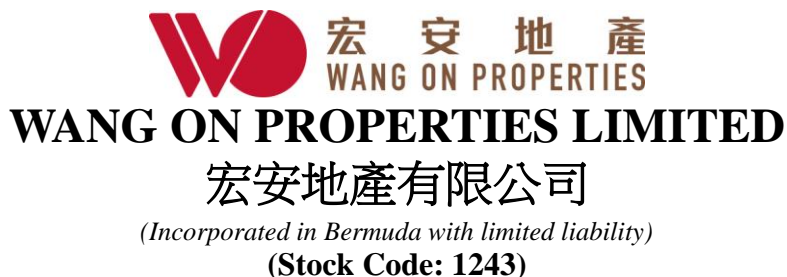 宏安地產
WANG ON PROPERTIES
WANG ON PROPERTIES LIMITED
宏安地產有限公司
(Incorporated in Bermuda with limited liability)
(Stock Code: 1243)